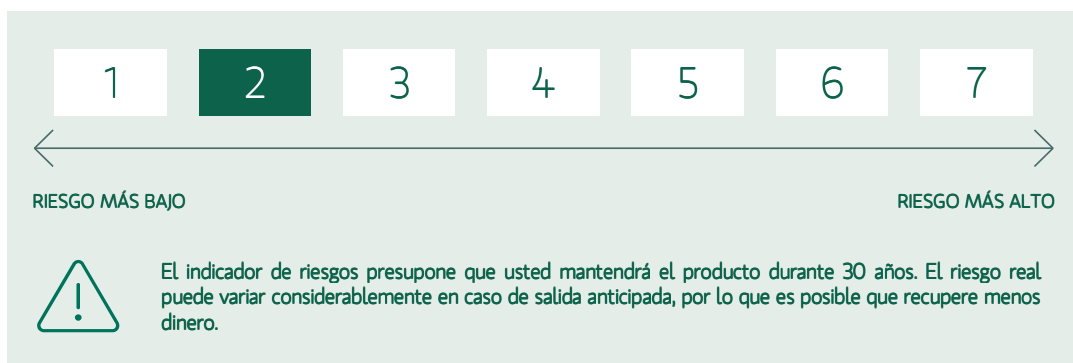 1 2 3 4 5 6 7
RIESGO MÁS BAJO RIESGO MÁS ALTO
El indicador de riesgos presupone que usted mantendrá el producto durante 30 años. El riesgo real
puede variar considerablemente en caso de salida anticipada, por lo que es posible que recupere menos
dinero.